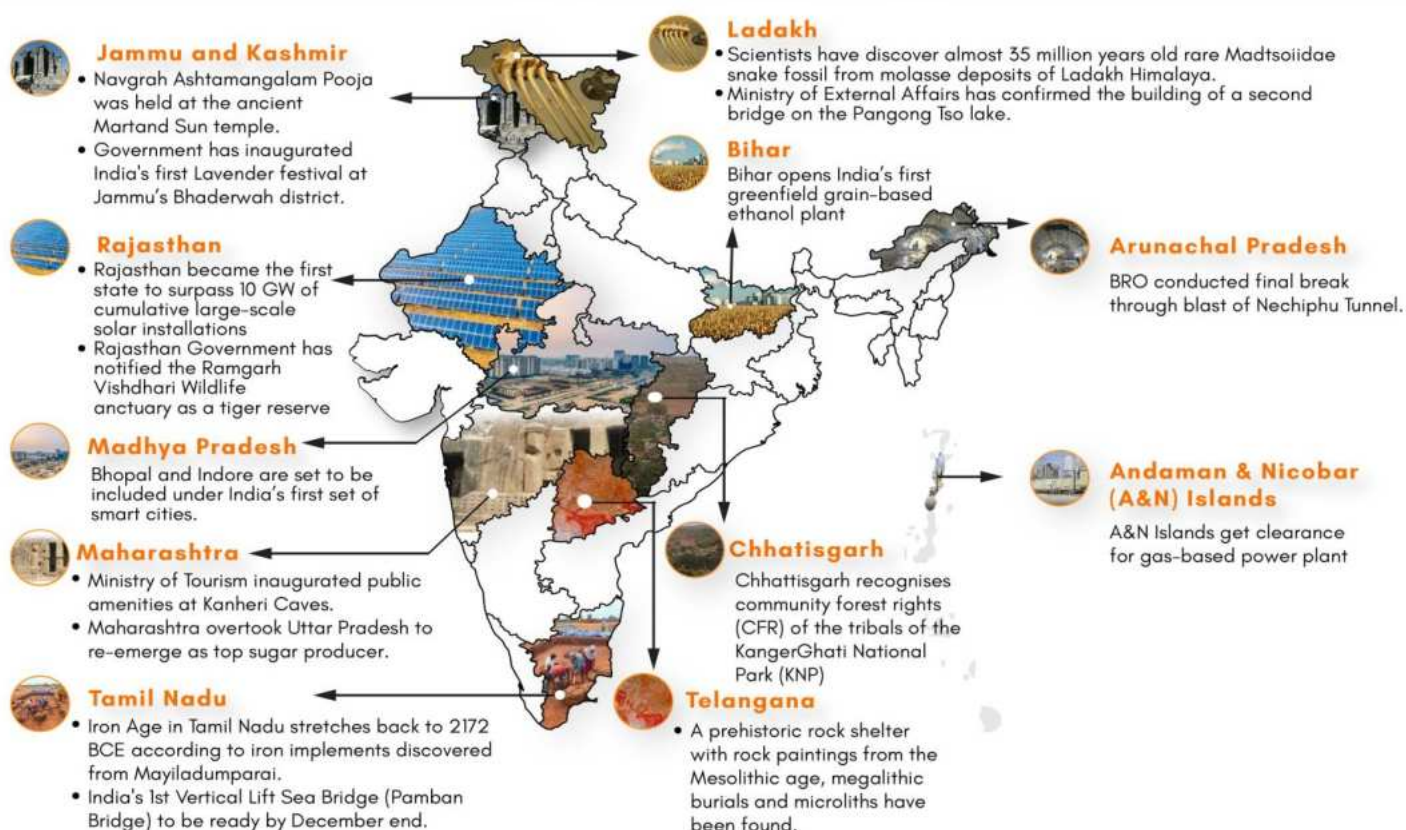 Jammu and Kashmir
• Navgrah Ashtamangalam Pooja
was held at the ancient
Martand Sun temple.
• Government has inaugurated
India's first Lavender festival at
Jammu's Bhaderwah district.
Ladakh
• Scientists have discover almost 35 million years old rare Madtsoiidae
snake fossil from molasse deposits of Ladakh Himalaya.
• Ministry of External Affairs has confirmed the building of a second
bridge on the Pangong Tso lake.
Bihar
Bihar opens India's first
greenfield grain-based
ethanol plant
Arunachal Pradesh
BRO conducted final break
through blast of Nechiphu Tunnel.
Rajasthan
• Rajasthan became the first
state to surpass 10 GW of
cumulative large-scale
solar installations
• Rajasthan Government has
notified the Ramgarh
Vishdhari Wildlife
anctuary as a tiger reserve
Madhya Pradesh
Bhopal and Indore are set to be
included under India's first set of
smart cities.
Andaman & Nicobar
(A&N) Islands
A&N Islands get clearance
for gas-based power plant
Maharashtra
• Ministry of Tourism inaugurated public
amenities at Kanheri Caves.
• Maharashtra overtook Uttar Pradesh to
re-emerge as top sugar producer.
Chhatisgarh
Chhattisgarh recognises
community forest rights
(CFR) of the tribals of the
KangerGhati National
Park (KNP)
Tamil Nadu
• Iron Age in Tamil Nadu stretches back to 2172
BCE according to iron implements discovered
from Mayiladumparai.
• India's 1st Vertical Lift Sea Bridge (Pamban
Bridge) to be ready by December end.
Telangana
• A prehistoric rock shelter
with rock paintings from the
Mesolithic age, megalithic
burials and microliths have
been found.